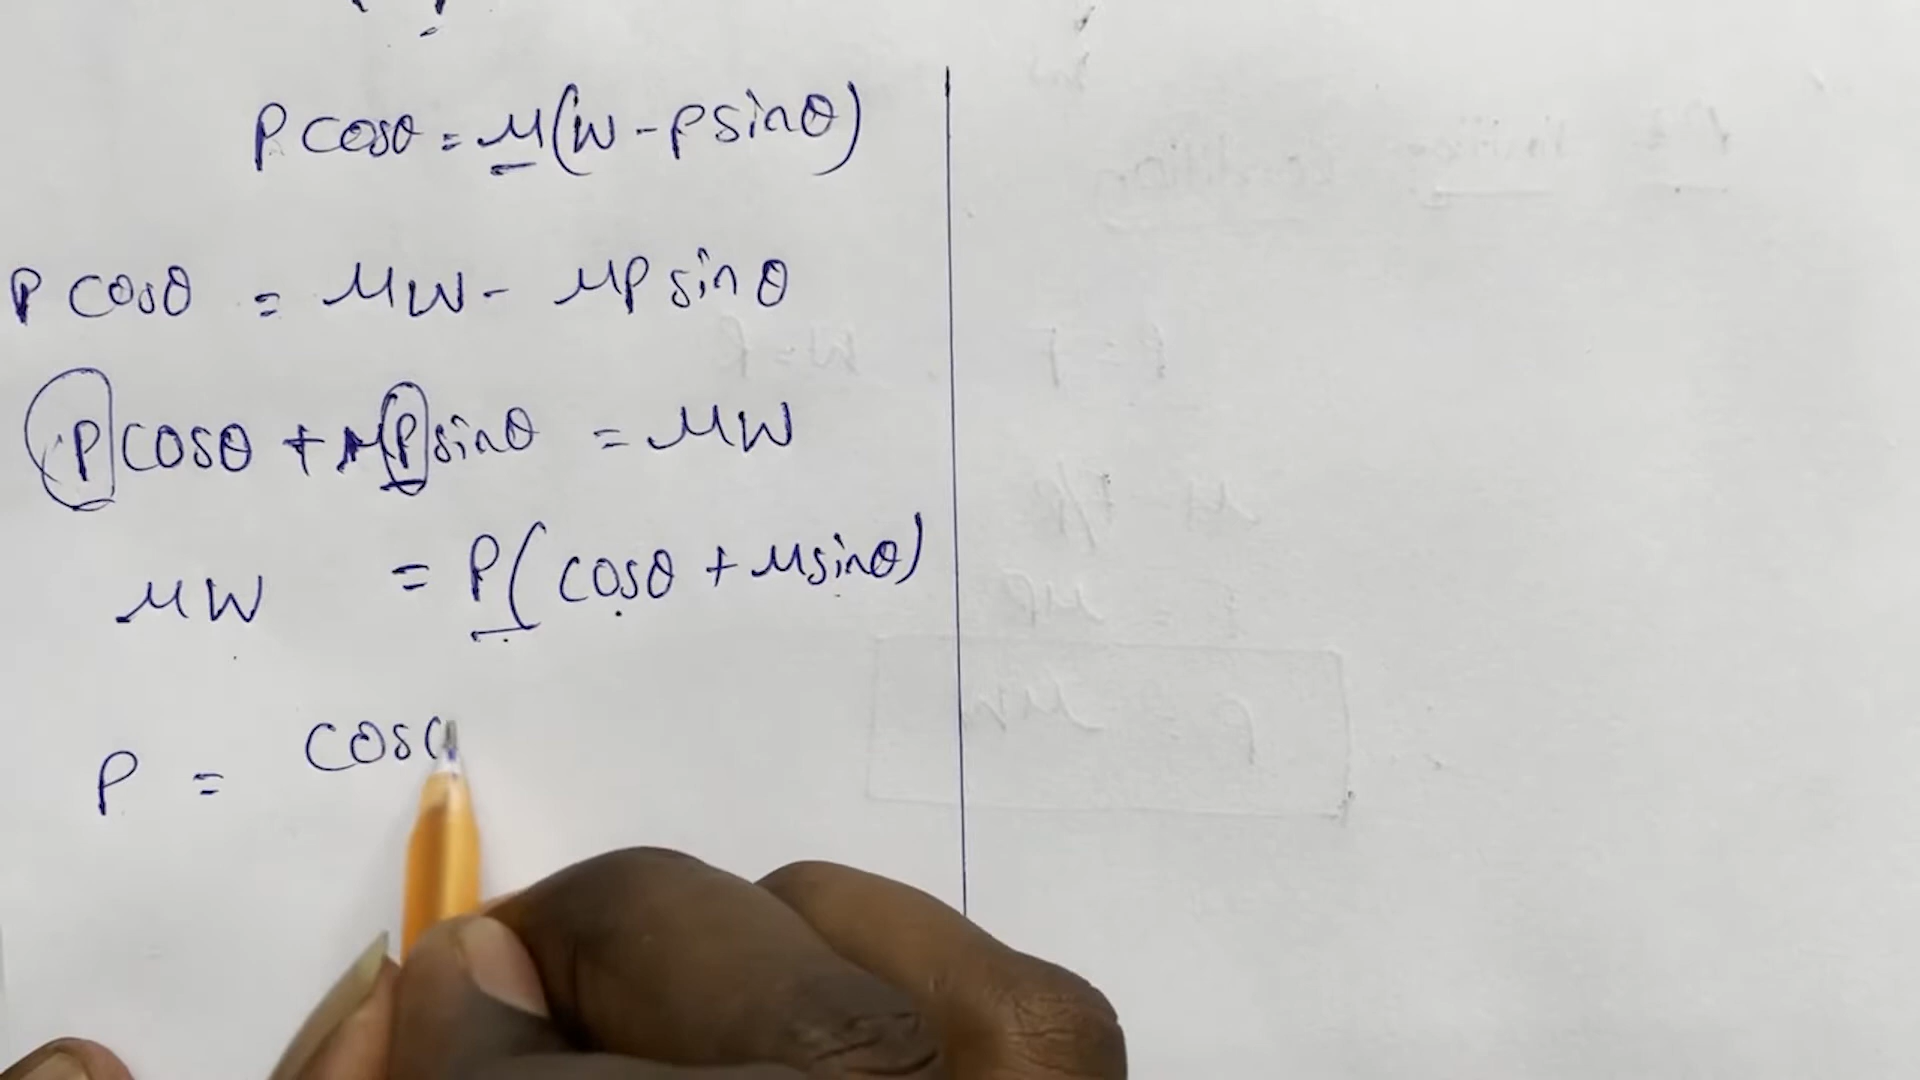 P cosθ = μ(W - P sinθ)
P cosθ = μW - μP sinθ
P cosθ + μP sinθ = μW
μW = P(cosθ + μ sinθ)
P = cos